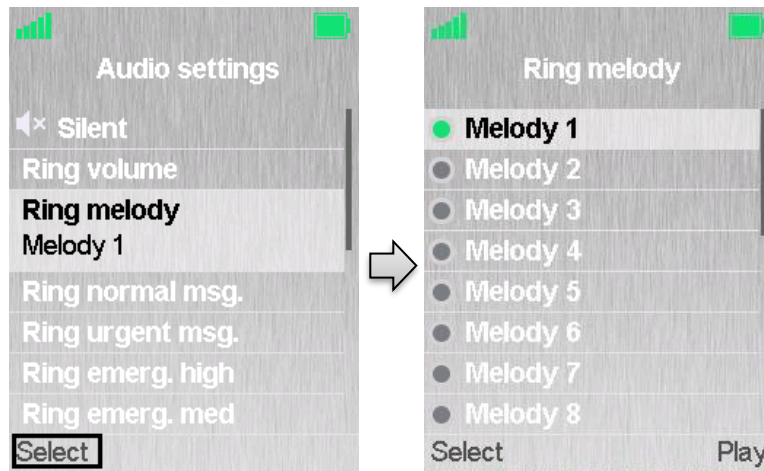 Audio settings
Silent
Ring volume
Ring melody
Melody 1
Ring normal msg.
Ring urgent msg.
Ring emerg. high
Ring emerg. med
Select
Ring melody
Melody 1
Melody 2
Melody 3
Melody 4
Melody 5
Melody 6
Melody 7
Melody 8
Select Play